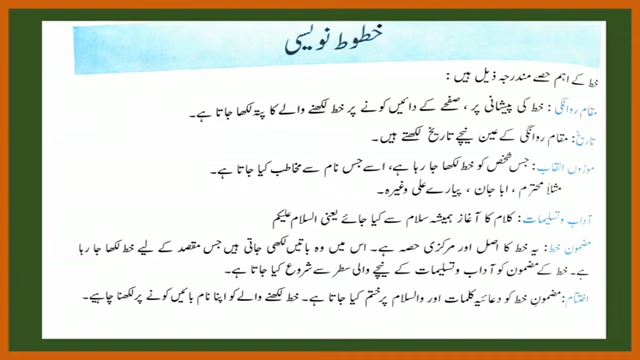 خطوط نویسی
خط کے اہم حصے مندرجہ ذیل ہیں :
مقام روانگی : خط کی پیشانی پر ، صفحے کے دائیں کونے پر خط لکھنے والے کا پتہ لکھا جاتا ہے۔
تاریخ: مقام روانگی کے عین نیچے تاریخ لکھتے ہیں۔
موزوں القاب: جس شخص کو خط لکھا جا رہا ہے، اسے جس نام سے مخاطب کیا جاتا ہے۔
مثلاً محترم ، ابا جان ، پیارے علی وغیرہ۔
آداب و تسلیمات: کلام کا آغاز ہمیشہ سلام سے کیا جائے یعنی السلام علیکم
مضمون خط: یہ خط کا اصل اور مرکزی حصہ ہے۔ اس میں وہ باتیں لکھی جاتی ہیں جس مقصد کے لیے خط لکھا جا رہا
ہے۔ خط کے مضمون کو آداب و تسلیمات کے نیچے والی سطر سے شروع کیا جاتا ہے۔
اختتام: مضمونِ خط کو دعائیہ کلمات اور والسلام پر ختم کیا جاتا ہے۔ خط لکھنے والے کو اپنا نام بائیں کونے پر لکھنا چاہیے۔